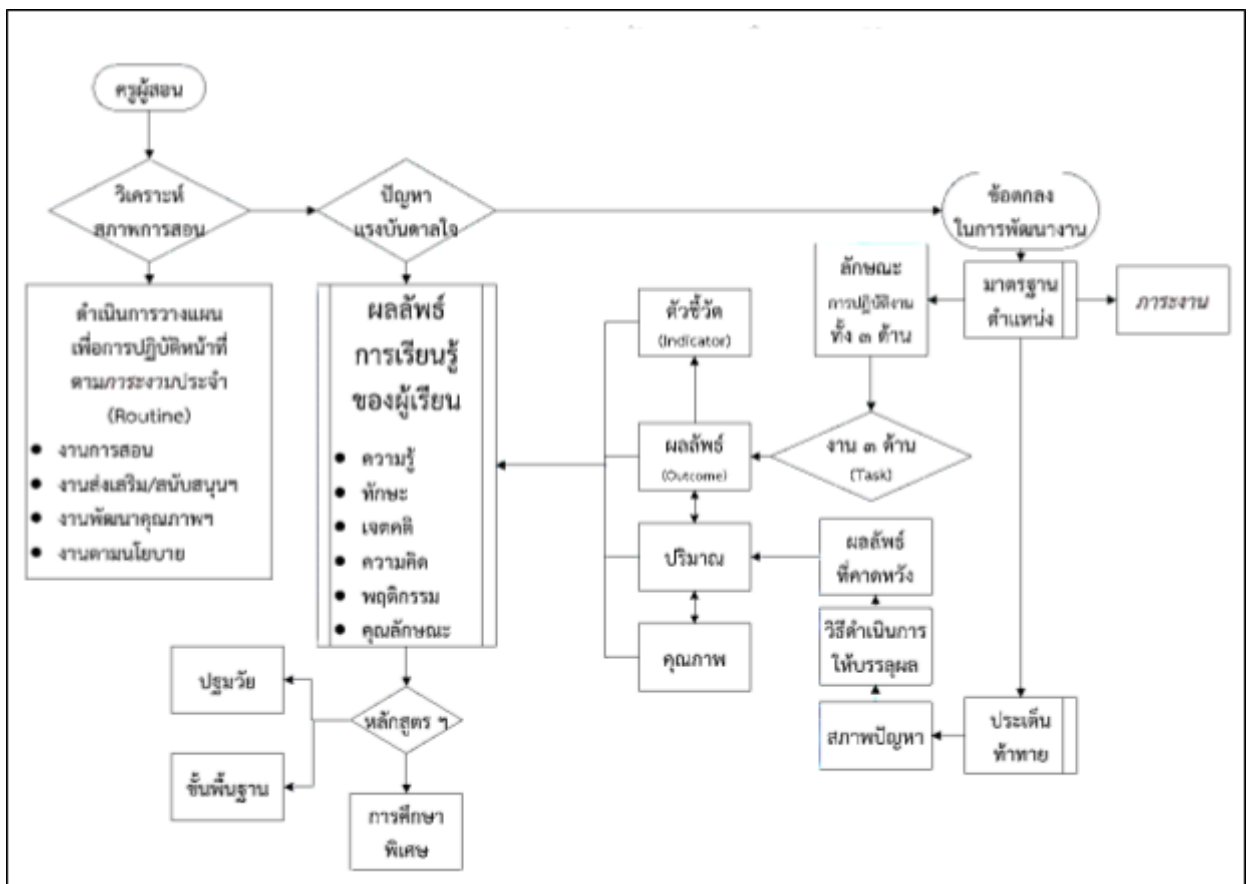 ครูผู้สอน
วิเคราะห์
สภาพการสอน
ปัญหา
แรงบันดาลใจ
ข้อตกลง
ในการพัฒนางาน
ดำเนินการวางแผน
เพื่อการปฏิบัติหน้าที่
ตามภาระงานประจำ
(Routine)
● งานการสอน
● งานส่งเสริม/สนับสนุนฯ
● งานพัฒนาคุณภาพฯ
● งานตามนโยบาย
ผลลัพธ์
การเรียนรู้
ของผู้เรียน
● ความรู้
● ทักษะ
● เจตคติ
● ความคิด
● พฤติกรรม
● คุณลักษณะ
ตัวชี้วัด
(Indicator)
ลักษณะ
การปฏิบัติงาน
ทั้ง ๓ ด้าน
มาตรฐาน
ตำแหน่ง
ภาระงาน
ผลลัพธ์
(Outcome)
งาน ๓ ด้าน
(Task)
ปริมาณ
ผลลัพธ์
ที่คาดหวัง
คุณภาพ
วิธีดำเนินการ
ให้บรรลุผล
สภาพปัญหา
ประเด็น
ท้าทาย
ปฐมวัย
หลักสูตร ฯ
ขั้นพื้นฐาน
การศึกษา
พิเศษ